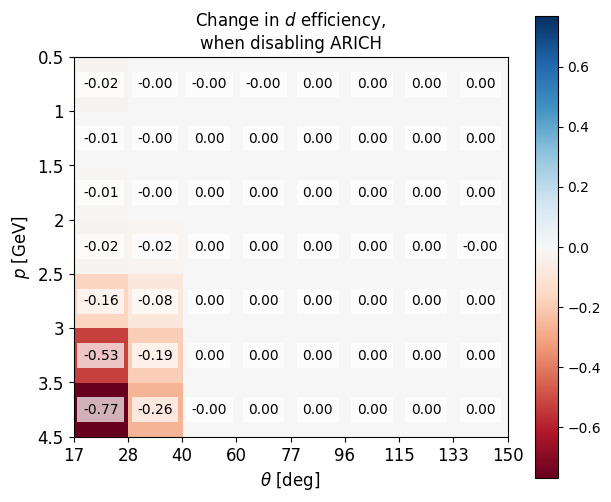 Change in d efficiency,
when disabling ARICH
0.5
-0.02 -0.00 -0.00 -0.00 0.00 0.00 0.00 0.00
1
-0.01 -0.00 0.00 0.00 0.00 0.00 0.00 0.00
1.5
-0.01 -0.00 0.00 0.00 0.00 0.00 0.00 0.00
2
-0.02 -0.02 0.00 0.00 0.00 0.00 0.00 -0.00
2.5
-0.16 -0.08 0.00 0.00 0.00 0.00 0.00 0.00
3
-0.53 -0.19 0.00 0.00 0.00 0.00 0.00 0.00
3.5
-0.77 -0.26 -0.00 0.00 0.00 0.00 0.00 0.00
4.5
p [GeV]
17 28 40 60 77 96 115 133 150
θ [deg]
0.6
0.4
0.2
0.0
−0.2
−0.4
−0.6